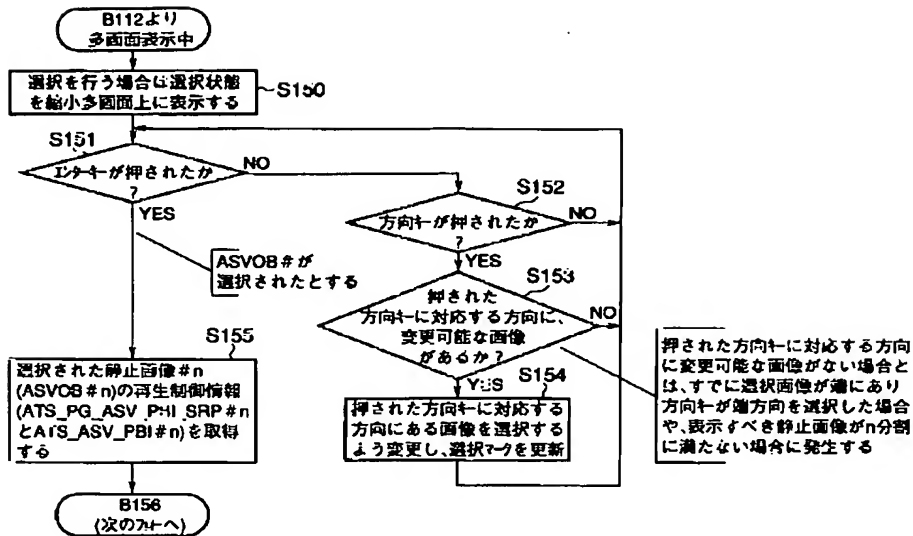 B112より
多画面表示中
選択を行う場合は選択状態
を縮小多画面上に表示する
S150
S151
エンターキーが押されたか
?
NO
YES
ASVOB#が
選択されたとする
S152
方向キーが押されたか
?
NO
YES
S153
押された
方向キーに対応する方向に、
変更可能な画像
があるか?
NO
YES
S154
押された方向キーに対応する
方向にある画像を選択する
よう変更し、選択マークを更新
押された方向キーに対応する方向
に変更可能な画像がない場合と
は、すでに選択画像が端にあり
方向キーが端方向を選択した場合
や、表示すべき静止画像がn分割
に満たない場合に発生する
S155
選択された静止画像#n
(ASVOB#n)の再生制御情報
(ATS_PG_ASV_PBI_SRP#n
とATS_ASV_PBI#n)を取得
する
B156
(次のフローへ)